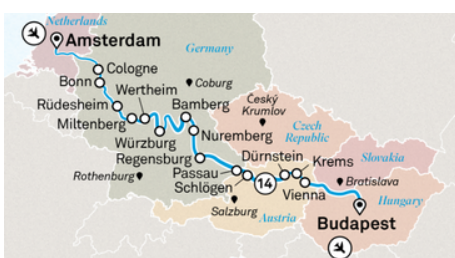 Netherlands
Amsterdam
Germany
Cologne
Bonn
Coburg
Wertheim
Rüdesheim
Bamberg
Český
Krumlov
Miltenberg
Nuremberg
Czech
Republic
Würzburg
Regensburg
Dürnstein
Krems
Slovakia
Rothenburg
Passau
Schlögen
14
Vienna
Bratislava
Salzburg
Austria
Hungary
Budapest